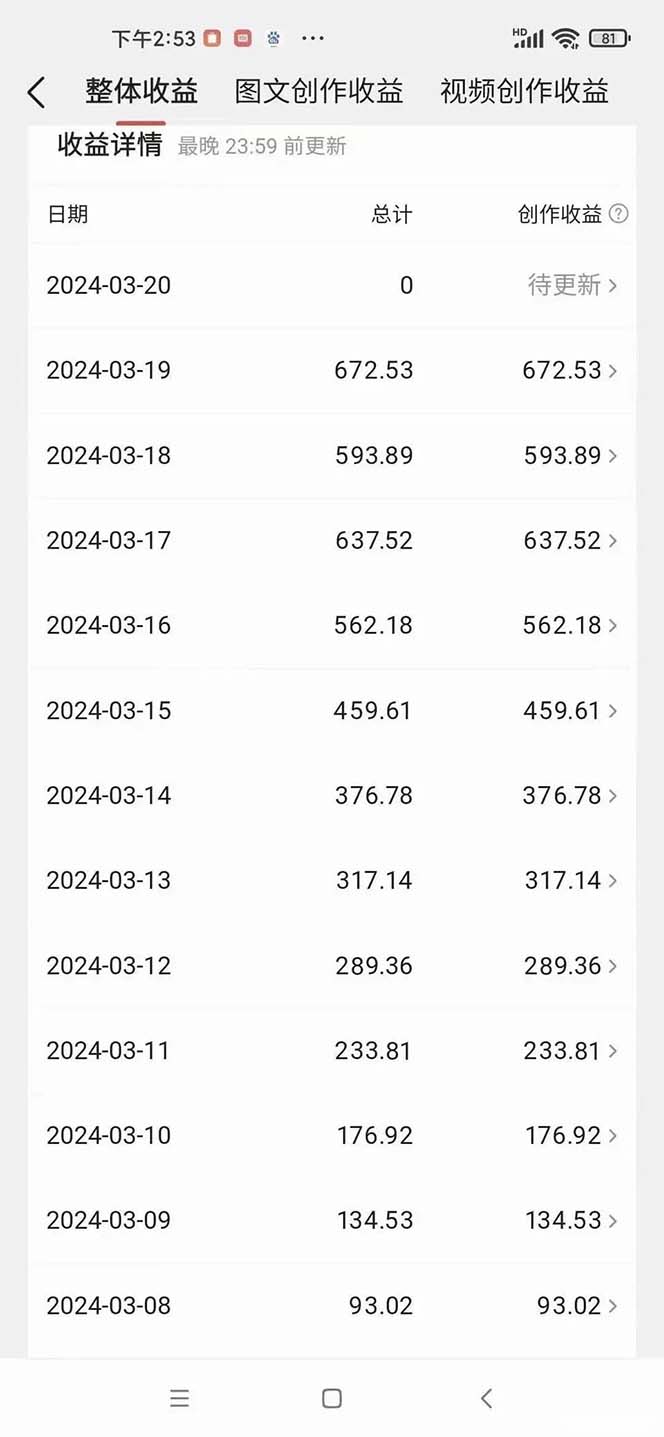 下午2:53 ... HD 81
整体收益 图文创作收益 视频创作收益
收益详情 最晚 23:59 前更新
日期 总计 创作收益 ?
2024-03-20 0 待更新
2024-03-19 672.53 672.53
2024-03-18 593.89 593.89
2024-03-17 637.52 637.52
2024-03-16 562.18 562.18
2024-03-15 459.61 459.61
2024-03-14 376.78 376.78
2024-03-13 317.14 317.14
2024-03-12 289.36 289.36
2024-03-11 233.81 233.81
2024-03-10 176.92 176.92
2024-03-09 134.53 134.53
2024-03-08 93.02 93.02